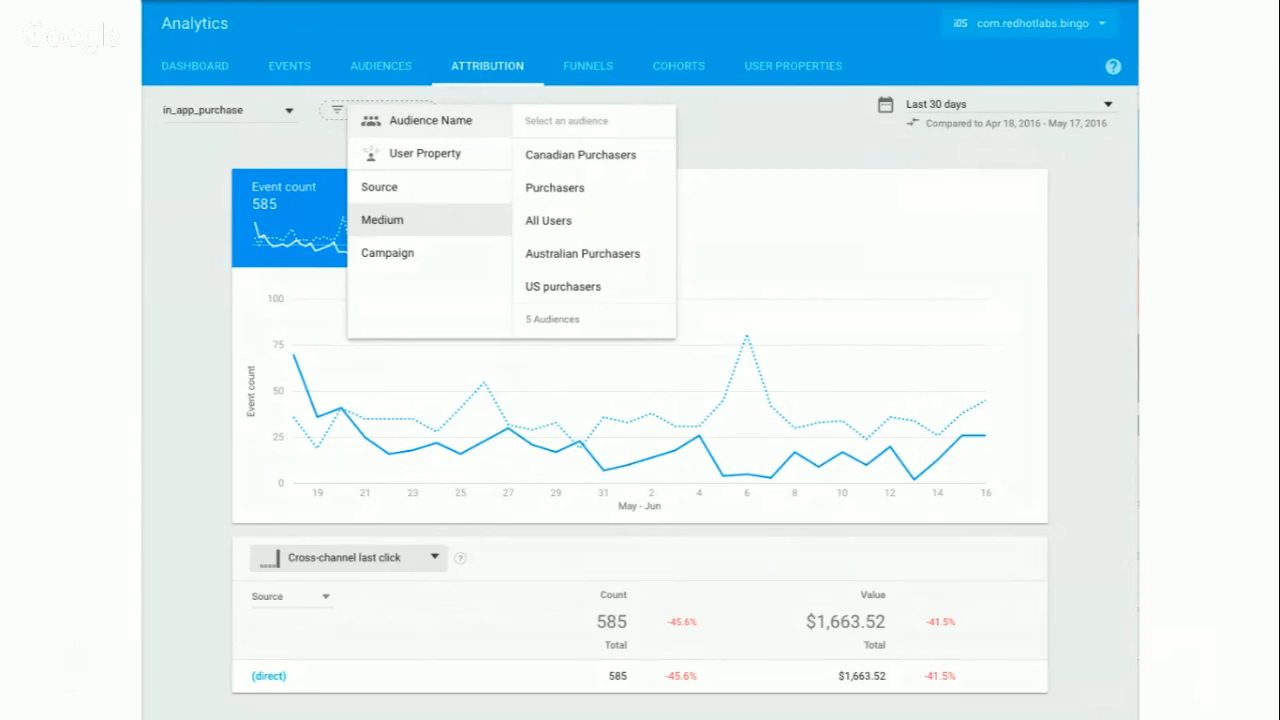 Google
Analytics
iOS com.redhotlabs.bingo
DASHBOARD EVENTS AUDIENCES ATTRIBUTION FUNNELS COHORTS USER PROPERTIES ?
in_app_purchase
Last 30 days
Compared to Apr 18, 2016 - May 17, 2016
Audience Name
User Property
Source
Medium
Campaign
Select an audience
Canadian Purchasers
Purchasers
All Users
Australian Purchasers
US purchasers
5 Audiences
Event count
585
100
75
50
25
0
Event count
19 21 23 25 27 29 31 2 4 6 8 10 12 14 16
May - Jun
Cross-channel last click ?
Source Count Value
585 -45.6% $1,663.52 -41.5%
Total Total
(direct) 585 -45.6% $1,663.52 -41.5%